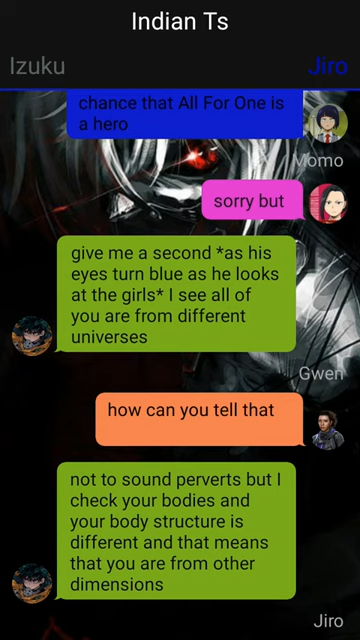 Indian Ts
Izuku
Jiro
chance that All For One is
a hero
Momo
sorry but
give me a second *as his
eyes turn blue as he looks
at the girls* I see all of
you are from different
universes
Gwen
how can you tell that
not to sound perverts but I
check your bodies and
your body structure is
different and that means
that you are from other
dimensions
Jiro